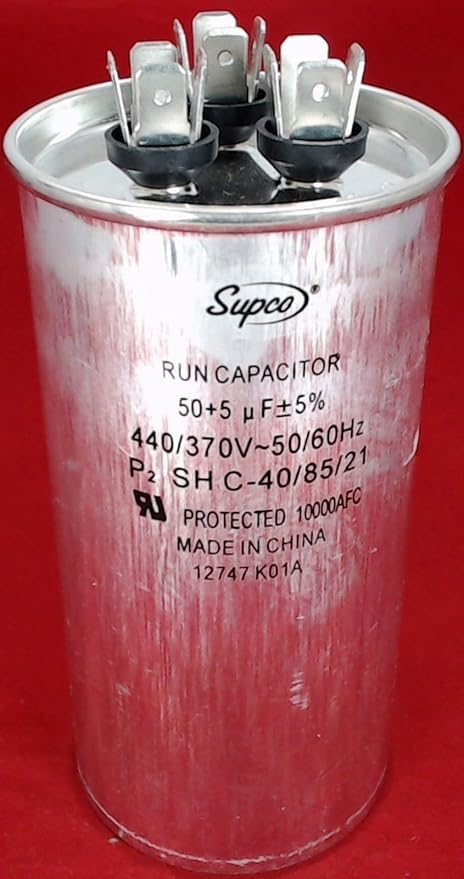 Supco®
RUN CAPACITOR
50+5 µF±5%
440/370V~50/60Hz
P₂ SH C-40/85/21
RU PROTECTED 10000AFC
MADE IN CHINA
12747 K01A